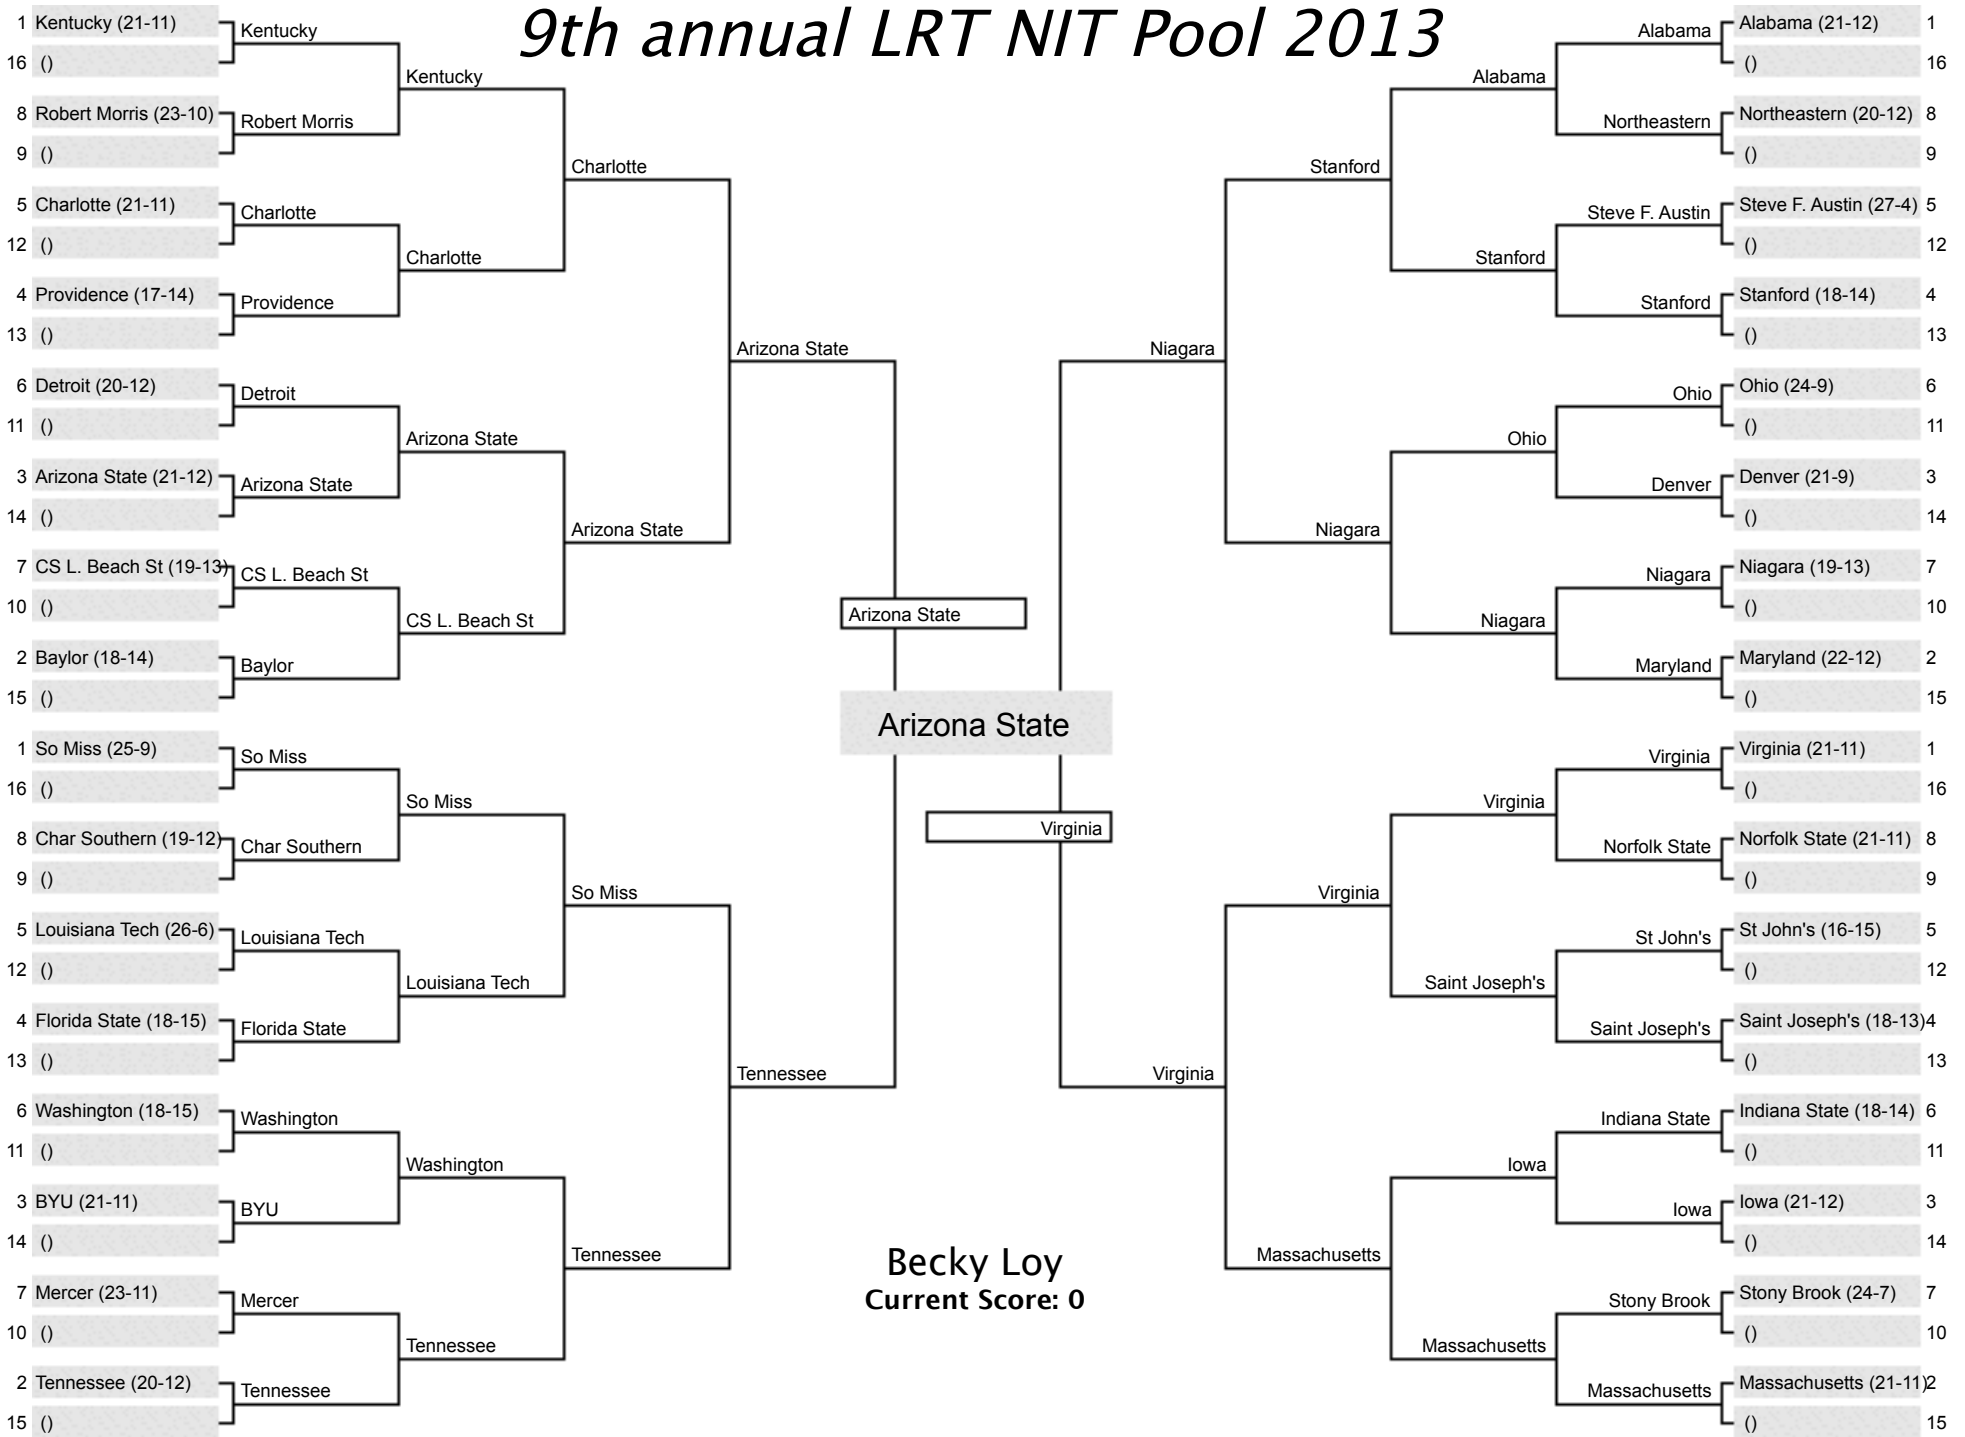 9th annual LRT NIT Pool 2013
1 Kentucky (21-11)
16 ()
8 Robert Morris (23-10)
9 ()
5 Charlotte (21-11)
12 ()
4 Providence (17-14)
13 ()
6 Detroit (20-12)
11 ()
3 Arizona State (21-12)
14 ()
7 CS L. Beach St (19-13)
10 ()
2 Baylor (18-14)
15 ()
1 So Miss (25-9)
16 ()
8 Char Southern (19-12)
9 ()
5 Louisiana Tech (26-6)
12 ()
4 Florida State (18-15)
13 ()
6 Washington (18-15)
11 ()
3 BYU (21-11)
14 ()
7 Mercer (23-11)
10 ()
2 Tennessee (20-12)
15 ()
Kentucky
Robert Morris
Charlotte
Providence
Detroit
Arizona State
CS L. Beach St
Baylor
So Miss
Char Southern
Louisiana Tech
Florida State
Washington
BYU
Mercer
Tennessee
Kentucky
Charlotte
Arizona State
CS L. Beach St
So Miss
Louisiana Tech
Washington
Tennessee
Charlotte
Arizona State
So Miss
Tennessee
Arizona State
Tennessee
Arizona State
Arizona State
Virginia
Becky Loy
Current Score: 0
Niagara
Virginia
Stanford
Niagara
Virginia
Massachusetts
Alabama
Stanford
Ohio
Niagara
Virginia
Saint Joseph's
Iowa
Massachusetts
Alabama
Northeastern
Steve F. Austin
Stanford
Ohio
Denver
Niagara
Maryland
Virginia
Norfolk State
St John's
Saint Joseph's
Indiana State
Iowa
Stony Brook
Massachusetts
Alabama (21-12) 1
() 16
Northeastern (20-12) 8
() 9
Steve F. Austin (27-4) 5
() 12
Stanford (18-14) 4
() 13
Ohio (24-9) 6
() 11
Denver (21-9) 3
() 14
Niagara (19-13) 7
() 10
Maryland (22-12) 2
() 15
Virginia (21-11) 1
() 16
Norfolk State (21-11) 8
() 9
St John's (16-15) 5
() 12
Saint Joseph's (18-13) 4
() 13
Indiana State (18-14) 6
() 11
Iowa (21-12) 3
() 14
Stony Brook (24-7) 7
() 10
Massachusetts (21-11) 2
() 15